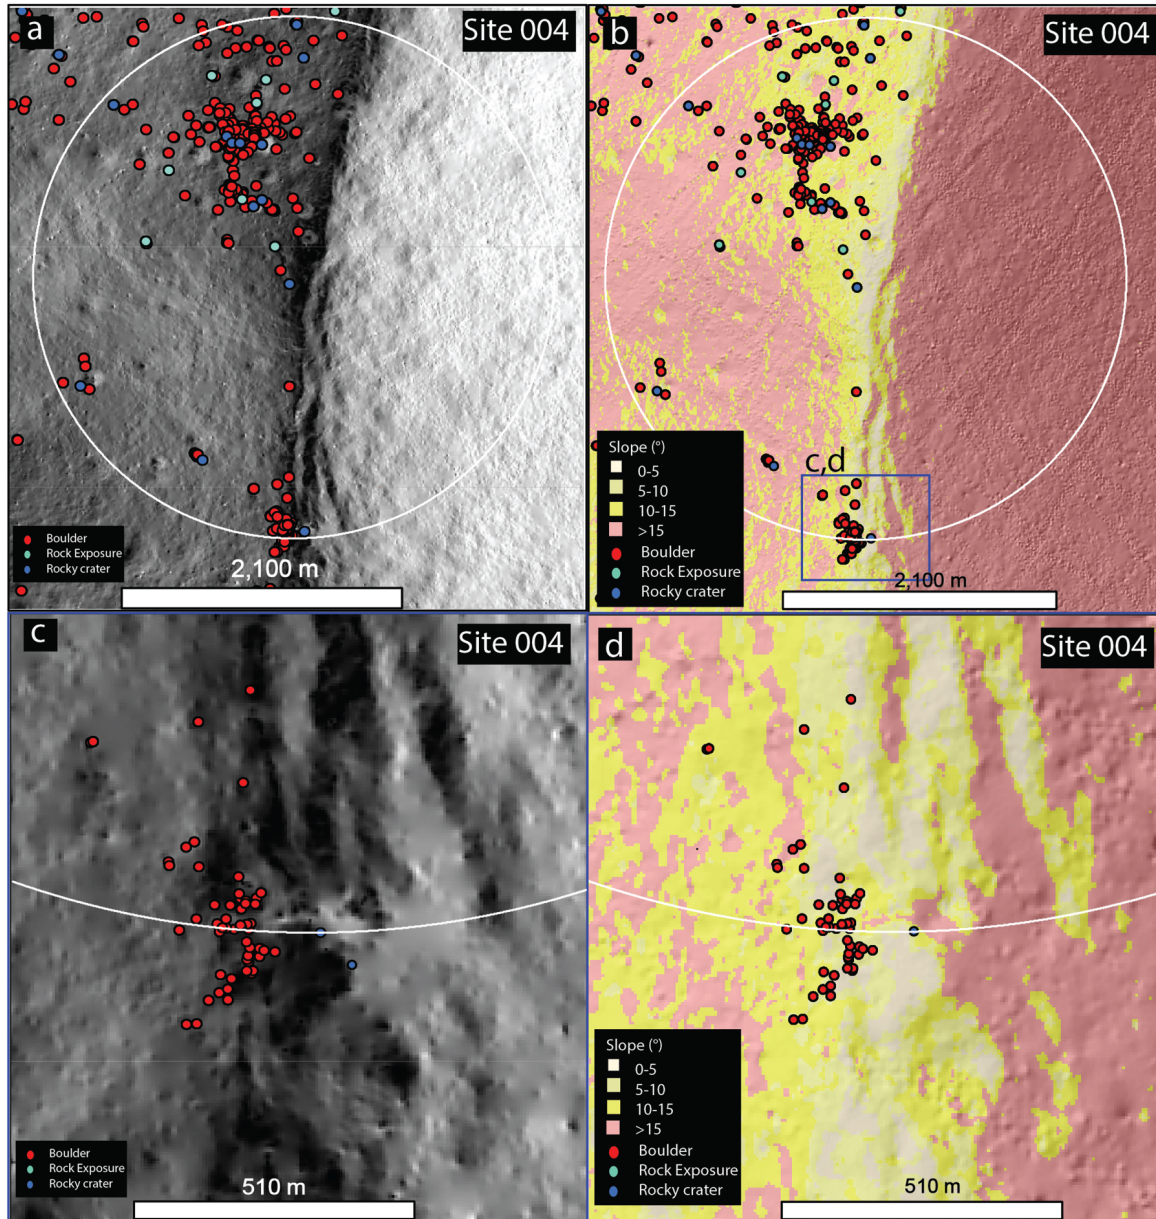 a
Site 004
Boulder
Rock Exposure
Rocky crater
2,100 m
b
Site 004
c,d
Slope (°)
0-5
5-10
10-15
>15
Boulder
Rock Exposure
Rocky crater
2,100 m
c
Site 004
Boulder
Rock Exposure
Rocky crater
510 m
d
Site 004
Slope (°)
0-5
5-10
10-15
>15
Boulder
Rock Exposure
Rocky crater
510 m